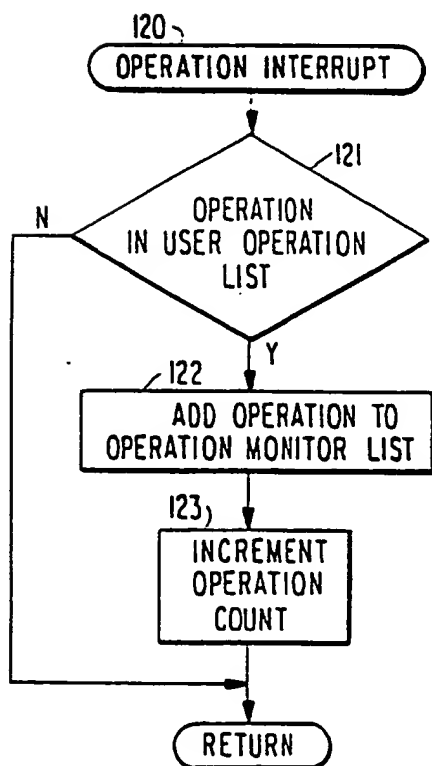 120
OPERATION INTERRUPT
121
OPERATION
IN USER OPERATION
LIST
N
Y
122
ADD OPERATION TO
OPERATION MONITOR LIST
123
INCREMENT
OPERATION
COUNT
RETURN